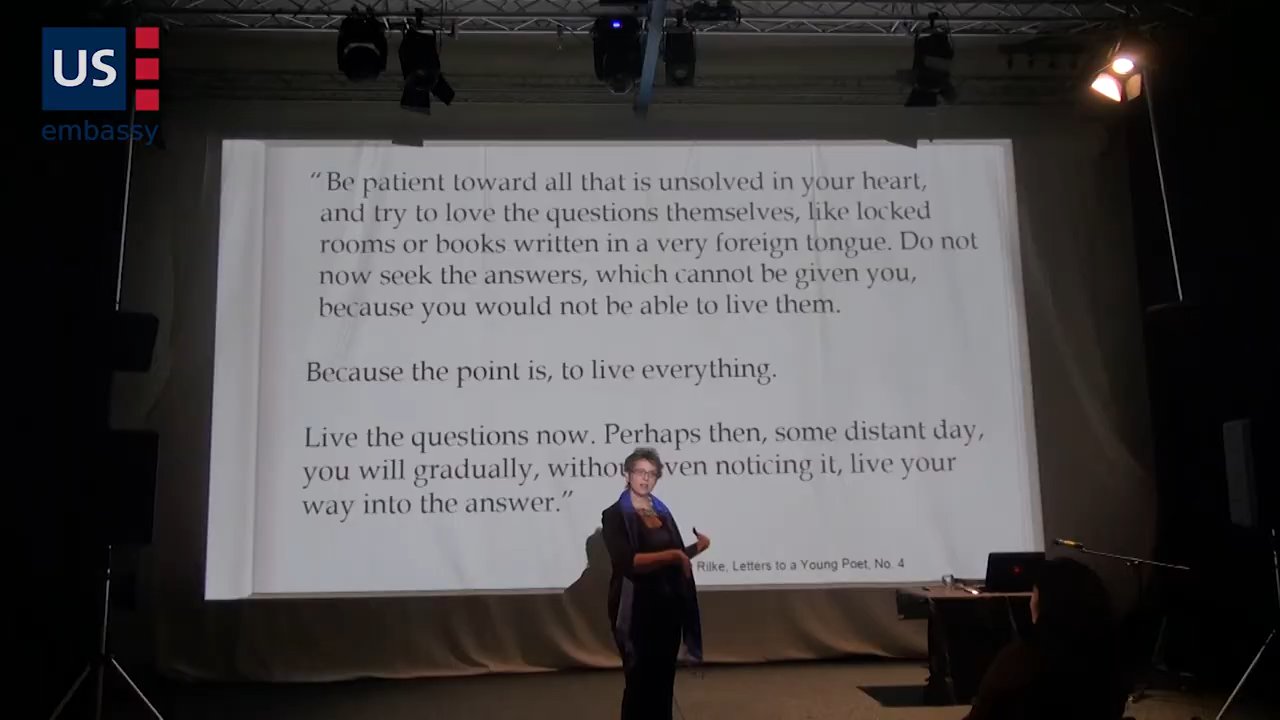 US
embassy
“Be patient toward all that is unsolved in your heart,
and try to love the questions themselves, like locked
rooms or books written in a very foreign tongue. Do not
now seek the answers, which cannot be given you,
because you would not be able to live them.
Because the point is, to live everything.
Live the questions now. Perhaps then, some distant day,
you will gradually, withou ven noticing it, live your
way into the answer.”
Rilke, Letters to a Young Poet, No. 4